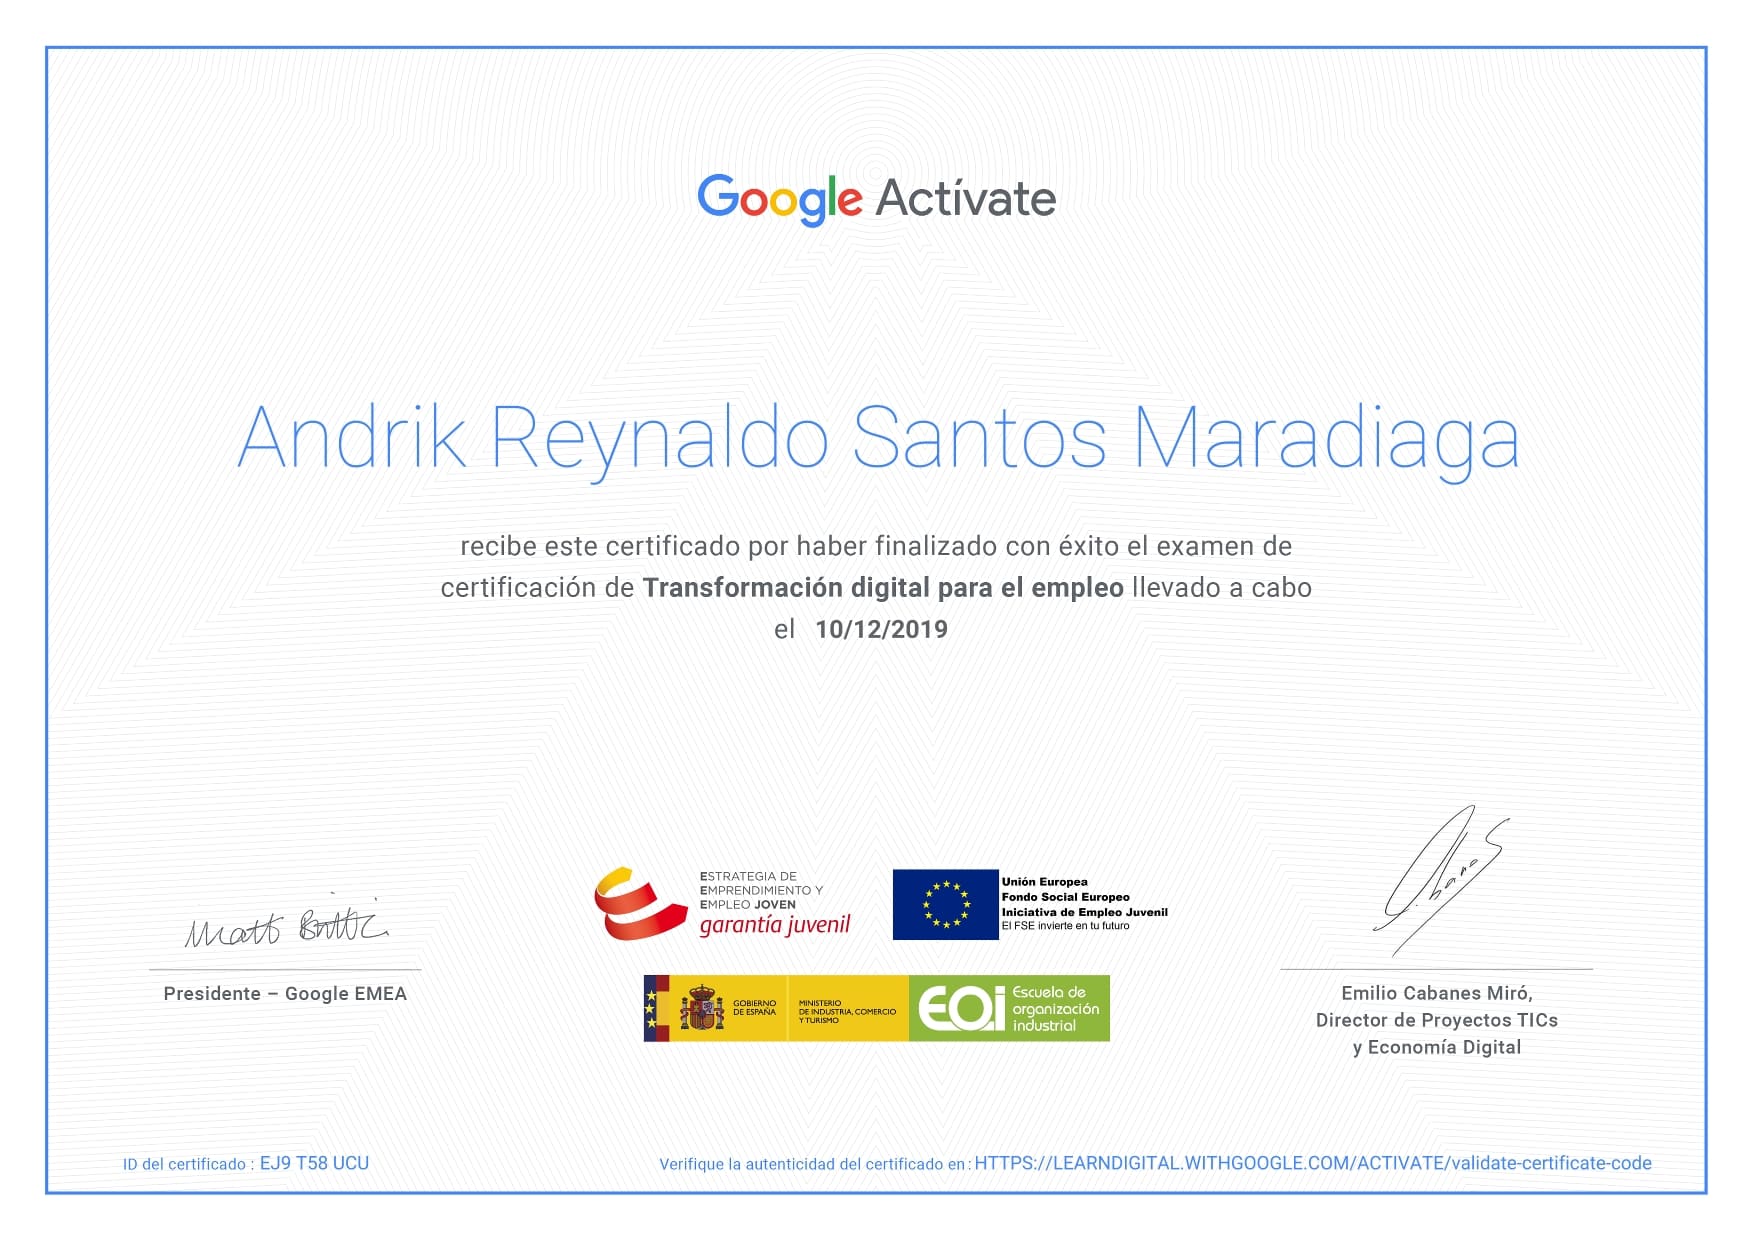 Google Actívate
Andrik Reynaldo Santos Maradiaga
recibe este certificado por haber finalizado con éxito el examen de
certificación de Transformación digital para el empleo llevado a cabo
el 10/12/2019
ESTRATEGIA DE
EMPRENDIMIENTO Y
EMPLEO JOVEN
garantía juvenil
Unión Europea
Fondo Social Europeo
Iniciativa de Empleo Juvenil
El FSE invierte en tu futuro
Presidente – Google EMEA
GOBIERNO
DE ESPAÑA
MINISTERIO
DE INDUSTRIA, COMERCIO
Y TURISMO
EOi
Escuela de
organización
industrial
Emilio Cabanes Miró,
Director de Proyectos TICs
y Economía Digital
ID del certificado : EJ9 T58 UCU
Verifique la autenticidad del certificado en : HTTPS://LEARNDIGITAL.WITHGOOGLE.COM/ACTIVATE/validate-certificate-code